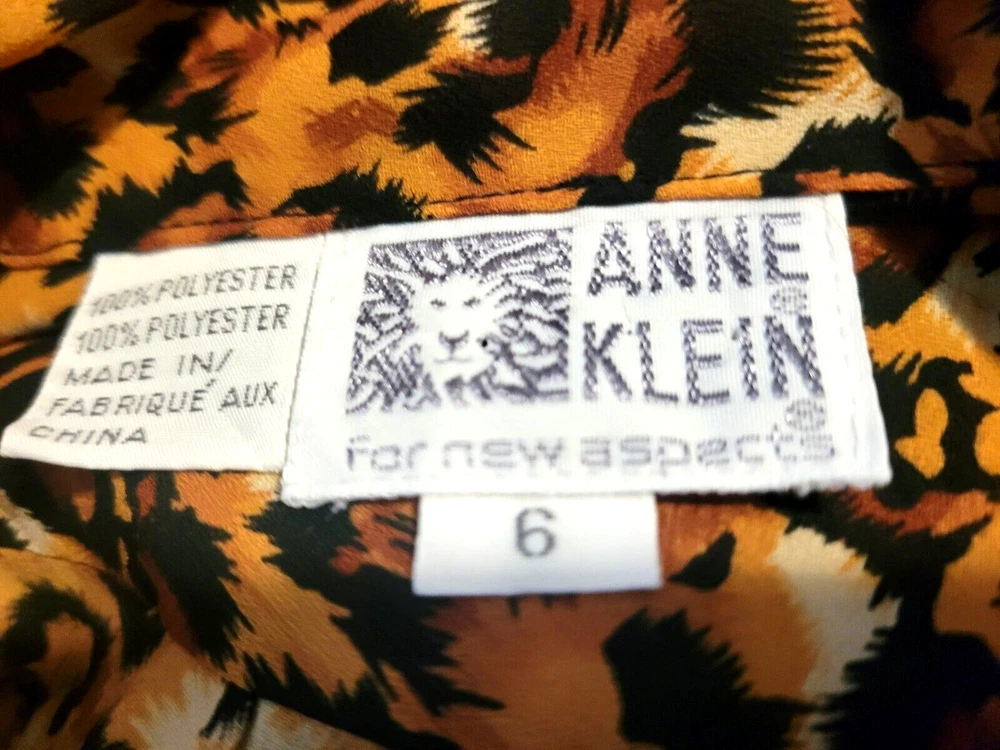 100% POLYESTER
100% POLYESTER
MADE IN/
FABRIQUÉ AUX
CHINA
ANNE
KLEIN®
for new aspects®
6